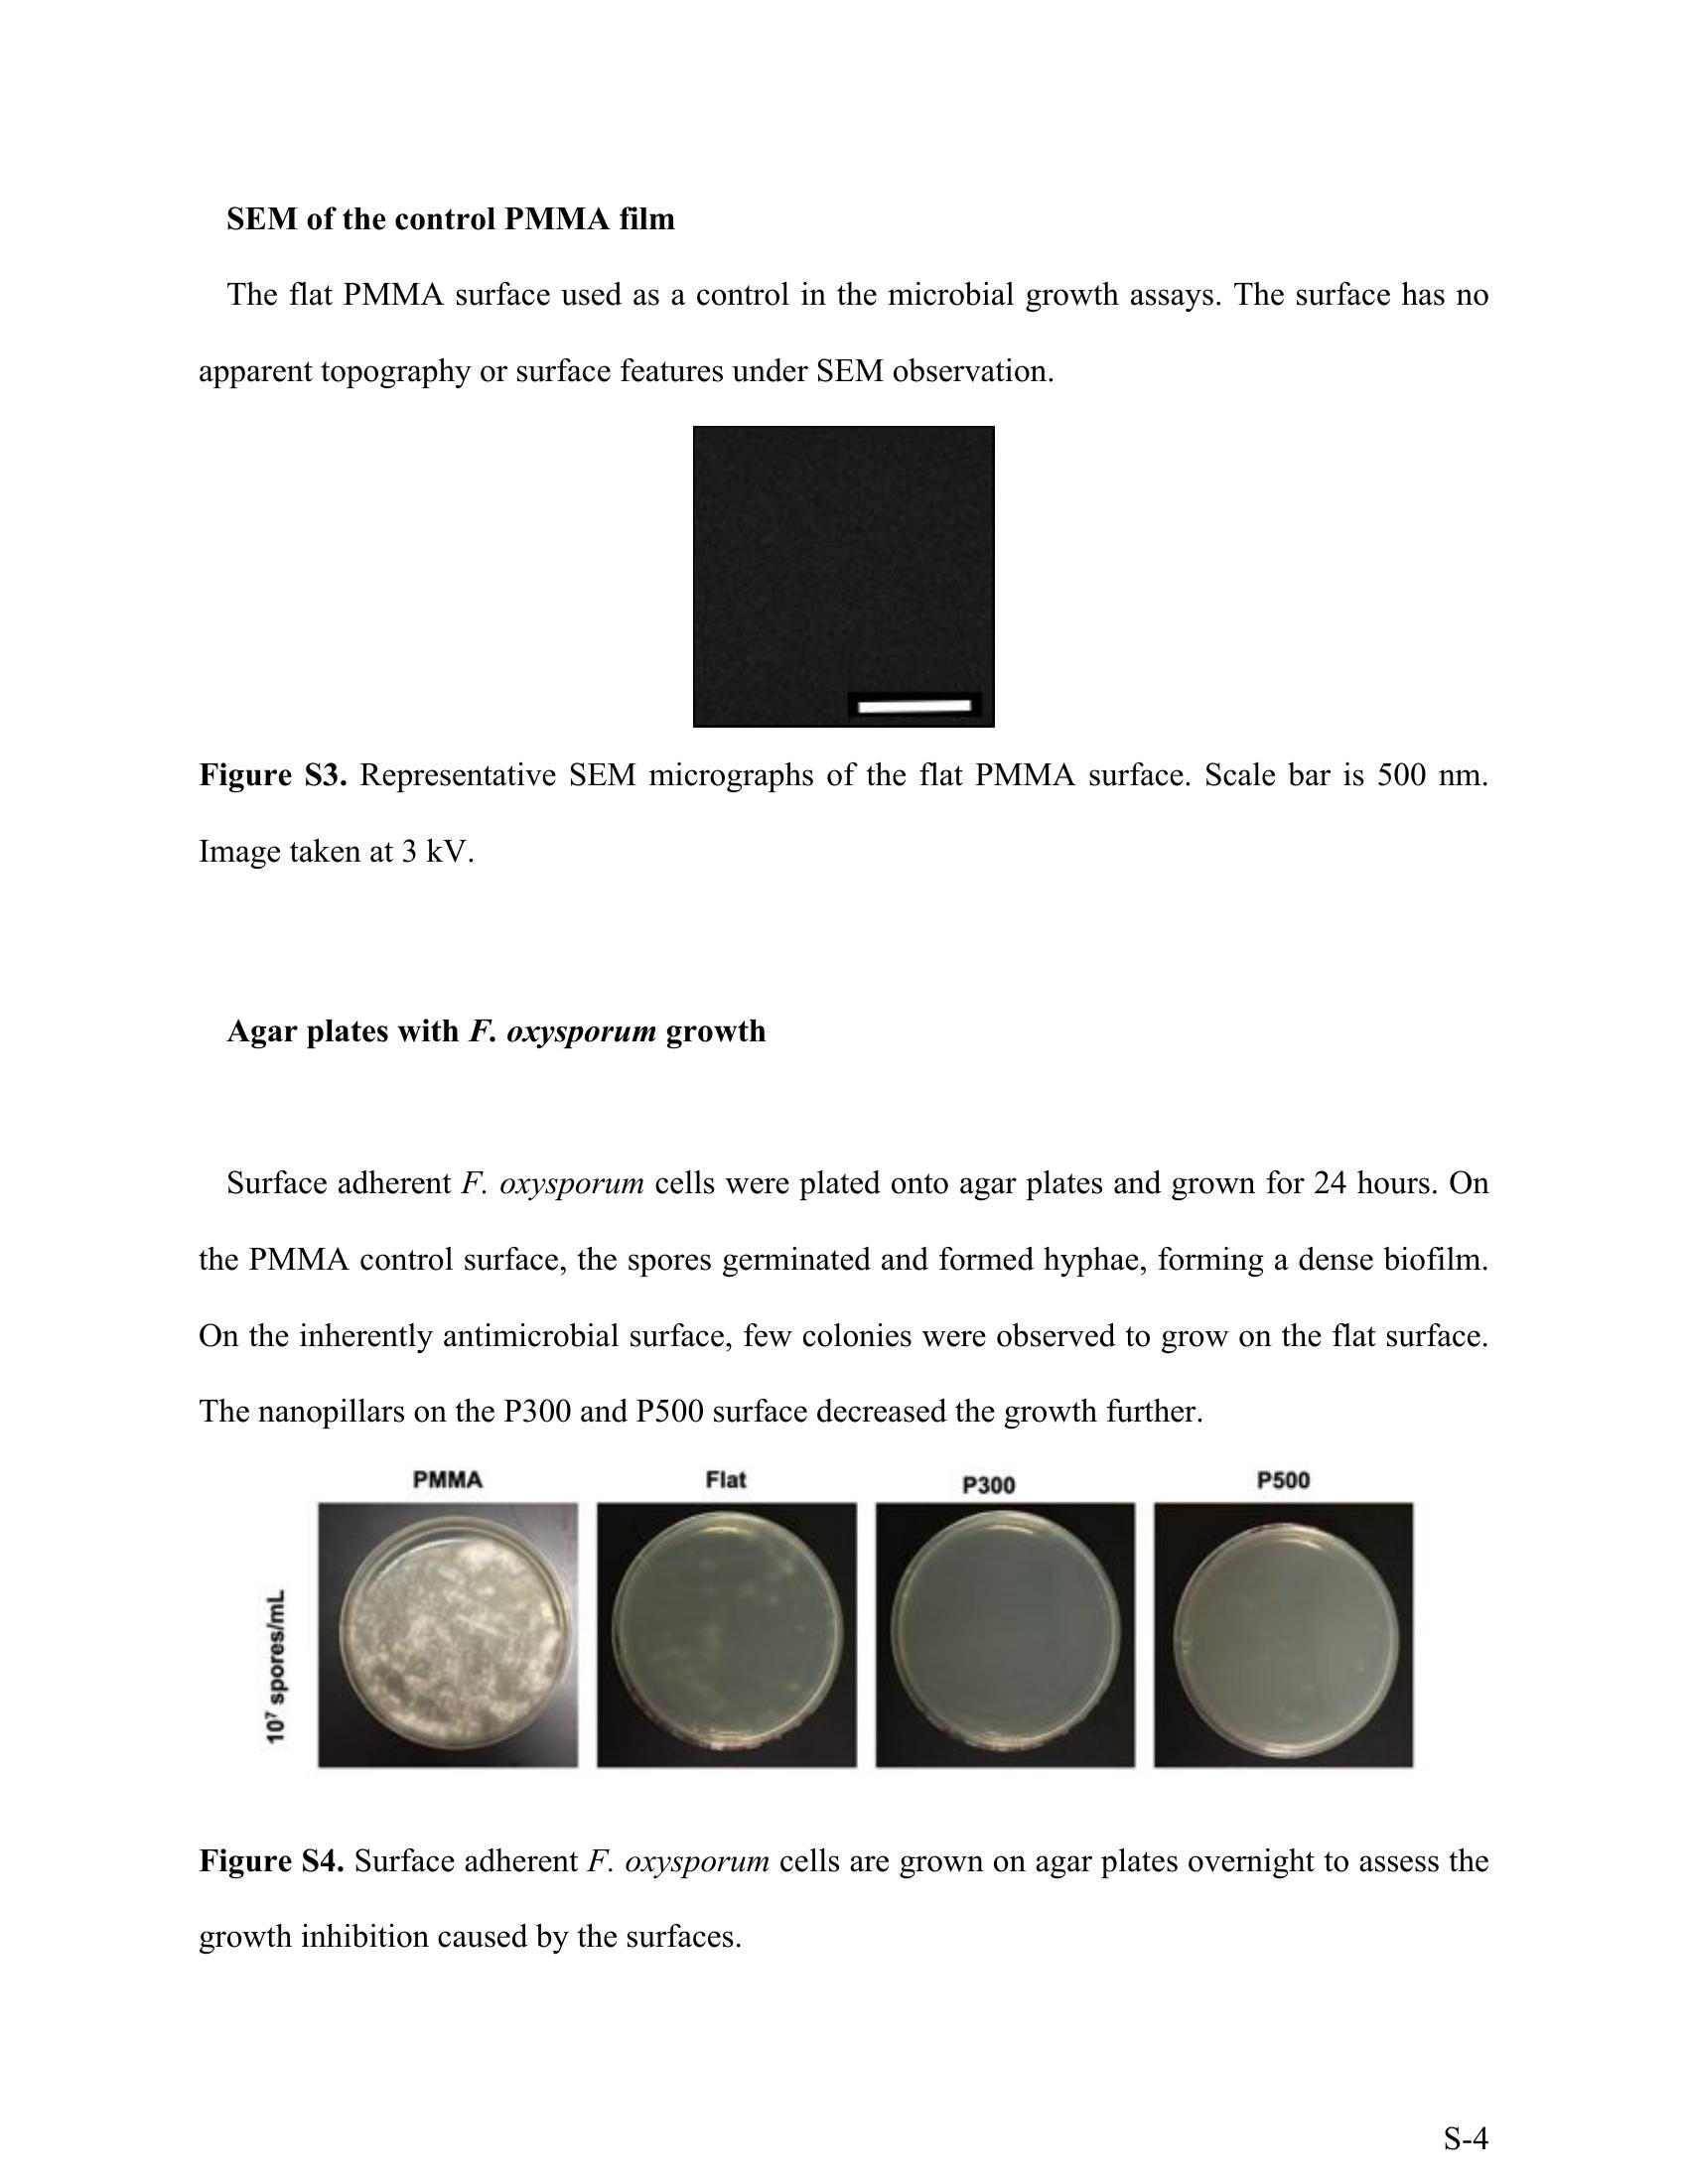 SEM of the control PMMA film
The flat PMMA surface used as a control in the microbial growth assays. The surface has no
apparent topography or surface features under SEM observation.
Figure S3. Representative SEM micrographs of the flat PMMA surface. Scale bar is 500 nm.
Image taken at 3 kV.
Agar plates with F. oxysporum growth
Surface adherent F. oxysporum cells were plated onto agar plates and grown for 24 hours. On
the PMMA control surface, the spores germinated and formed hyphae, forming a dense biofilm.
On the inherently antimicrobial surface, few colonies were observed to grow on the flat surface.
The nanopillars on the P300 and P500 surface decreased the growth further.
PMMA Flat P300 P500
10⁷ spores/mL
Figure S4. Surface adherent F. oxysporum cells are grown on agar plates overnight to assess the
growth inhibition caused by the surfaces.
S-4